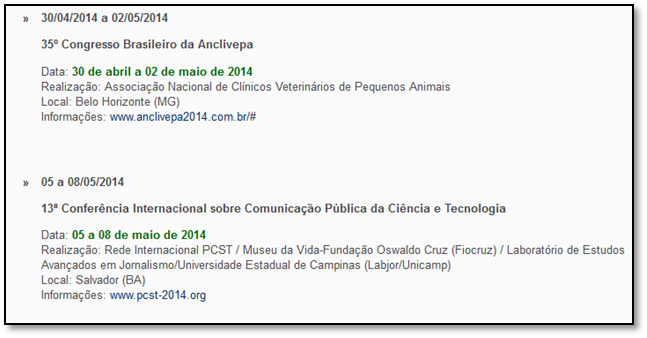 » 30/04/2014 a 02/05/2014
35º Congresso Brasileiro da Anclivepa
Data: 30 de abril a 02 de maio de 2014
Realização: Associação Nacional de Clínicos Veterinários de Pequenos Animais
Local: Belo Horizonte (MG)
Informações: www.anclivepa2014.com.br/#
» 05 a 08/05/2014
13ª Conferência Internacional sobre Comunicação Pública da Ciência e Tecnologia
Data: 05 a 08 de maio de 2014
Realização: Rede Internacional PCST / Museu da Vida-Fundação Oswaldo Cruz (Fiocruz) / Laboratório de Estudos
Avançados em Jornalismo/Universidade Estadual de Campinas (Labjor/Unicamp)
Local: Salvador (BA)
Informações: www.pcst-2014.org